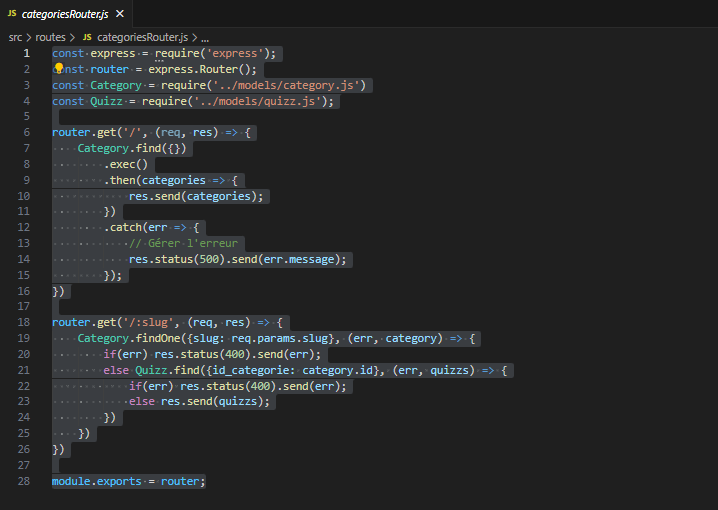 JS categoriesRouter.js ×
src > routes > JS categoriesRouter.js > ...
1 const express = require('express');
2 const router = express.Router();
3 const Category = require('../models/category.js')
4 const Quizz = require('../models/quizz.js');
5
6 router.get('/', (req, res) => {
7 Category.find({})
8 .exec()
9 .then(categories => {
10 res.send(categories);
11 })
12 .catch(err => {
13 // Gérer l'erreur
14 res.status(500).send(err.message);
15 });
16 })
17
18 router.get('/:slug', (req, res) => {
19 Category.findOne({slug: req.params.slug}, (err, category) => {
20 if(err) res.status(400).send(err);
21 else Quizz.find({id_categorie: category.id}, (err, quizzs) => {
22 if(err) res.status(400).send(err);
23 else res.send(quizzs);
24 })
25 })
26 })
27
28 module.exports = router;